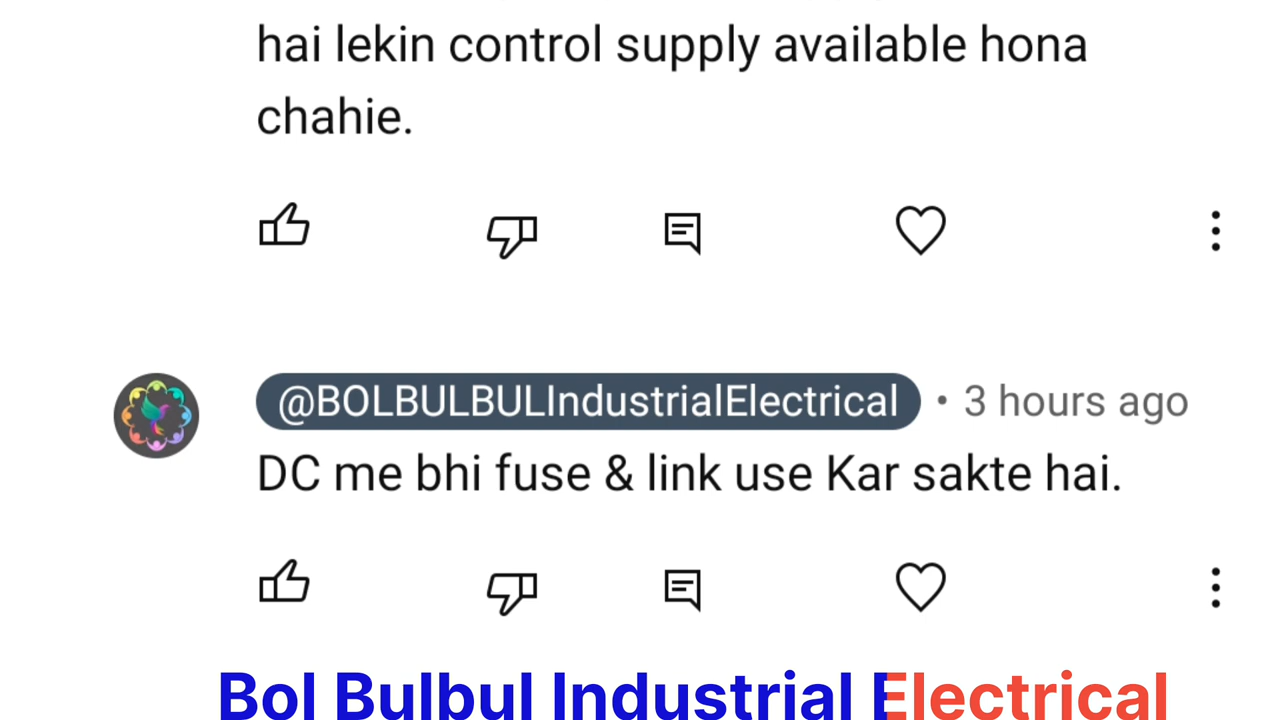 hai lekin control supply available hona
chahie.
@BOLBULBULIndustrialElectrical • 3 hours ago
DC me bhi fuse & link use Kar sakte hai.
Bol Bulbul Industrial Electrical